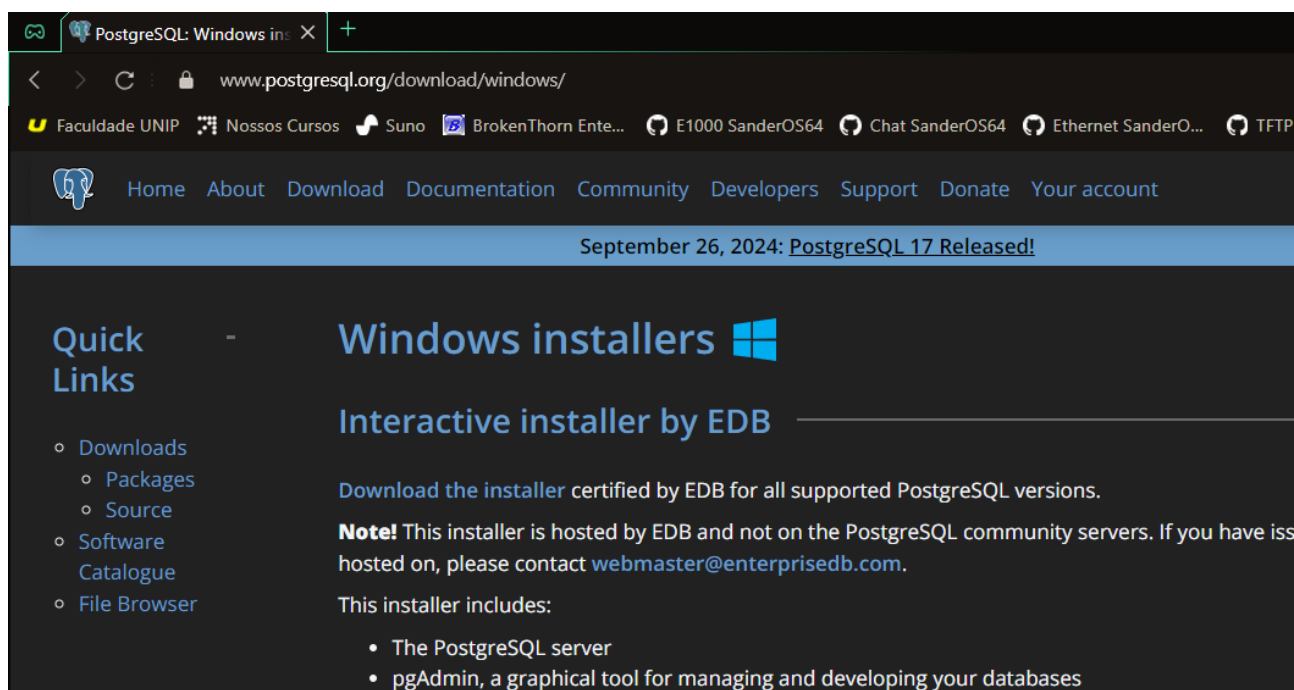 PostgreSQL: Windows ins
www.postgresql.org/download/windows/
Faculdade UNIP Nossos Cursos Suno BrokenThorn Ente... E1000 SanderOS64 Chat SanderOS64 Ethernet SanderO... TFTP
Home About Download Documentation Community Developers Support Donate Your account
September 26, 2024: PostgreSQL 17 Released!
Quick
Links
Downloads
Packages
Source
Software
Catalogue
File Browser
Windows installers
Interactive installer by EDB
Download the installer certified by EDB for all supported PostgreSQL versions.
Note! This installer is hosted by EDB and not on the PostgreSQL community servers. If you have iss
hosted on, please contact webmaster@enterprisedb.com.
This installer includes:
The PostgreSQL server
pgAdmin, a graphical tool for managing and developing your databases